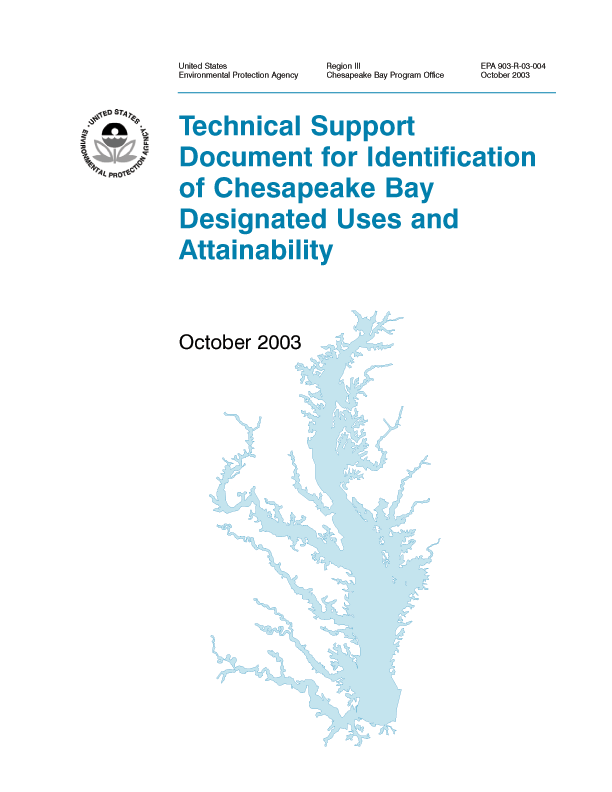 United States
Environmental Protection Agency
Region III
Chesapeake Bay Program Office
EPA 903-R-03-004
October 2003
UNITED STATES
ENVIRONMENTAL PROTECTION AGENCY
Technical Support
Document for Identification
of Chesapeake Bay
Designated Uses and
Attainability
October 2003